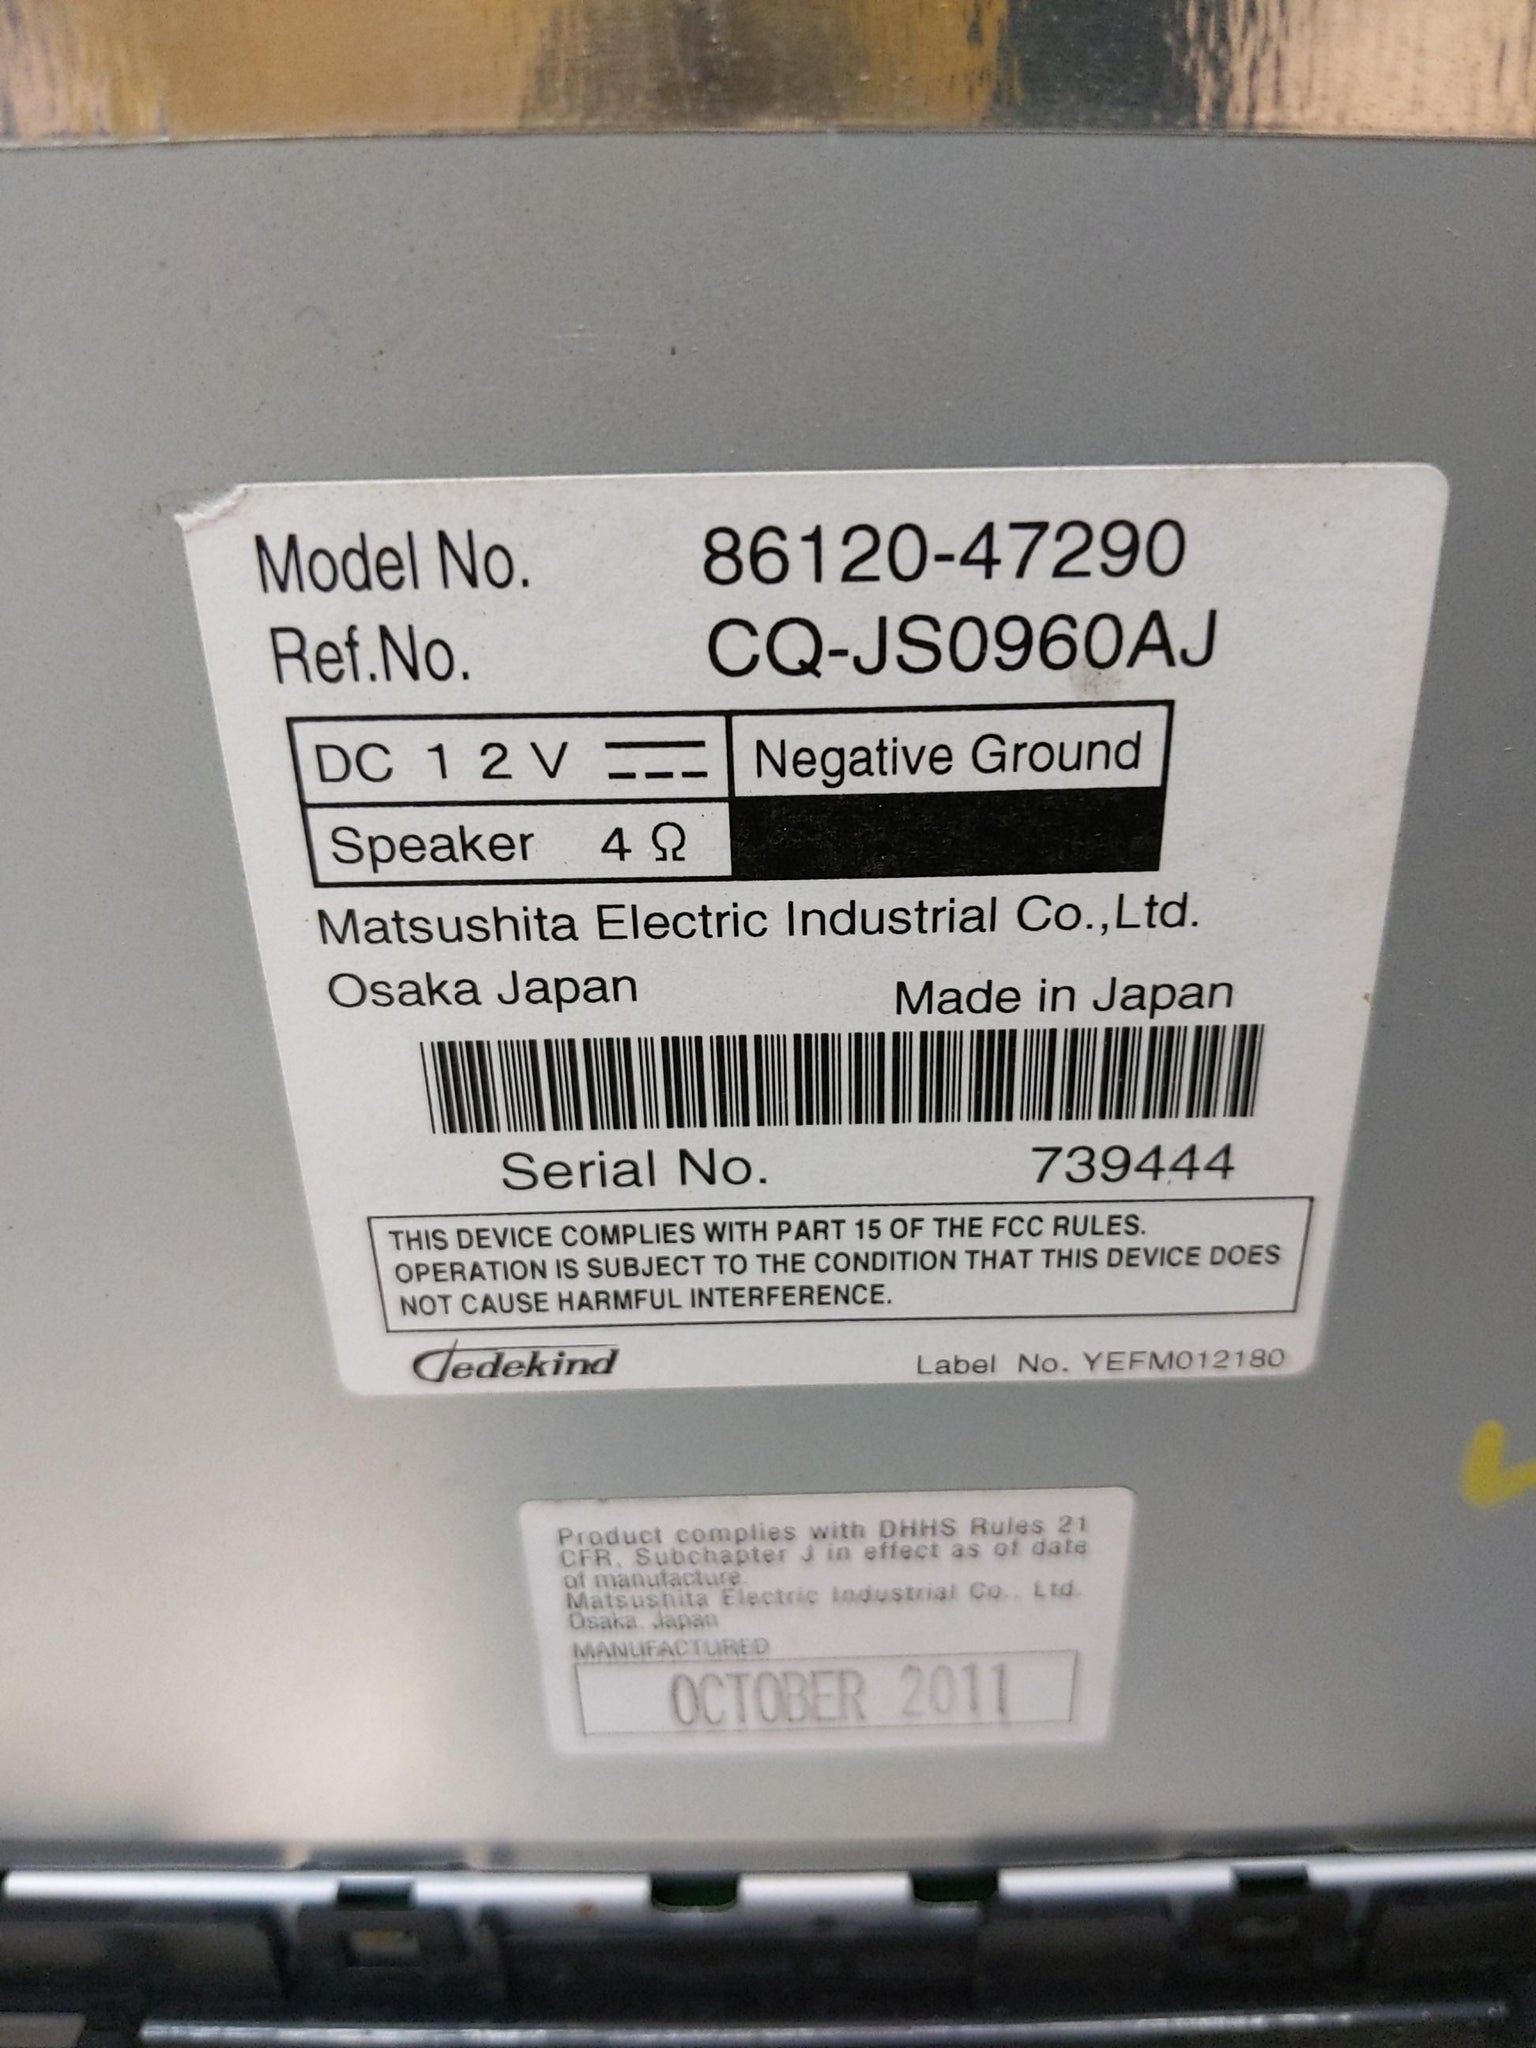 Model No. 86120-47290
Ref.No. CQ-JS0960AJ
DC 12V Negative Ground
Speaker 4 Ω
Matsushita Electric Industrial Co.,Ltd.
Osaka Japan Made in Japan
Serial No. 739444
THIS DEVICE COMPLIES WITH PART 15 OF THE FCC RULES.
OPERATION IS SUBJECT TO THE CONDITION THAT THIS DEVICE DOES
NOT CAUSE HARMFUL INTERFERENCE.
Tedekind Label No. YEFM012180
Product complies with DHHS Rules 21
CFR, Subchapter J in effect as of date
of manufacture.
Matsushita Electric Industrial Co., Ltd.
Osaka, Japan
MANUFACTURED
OCTOBER 2011